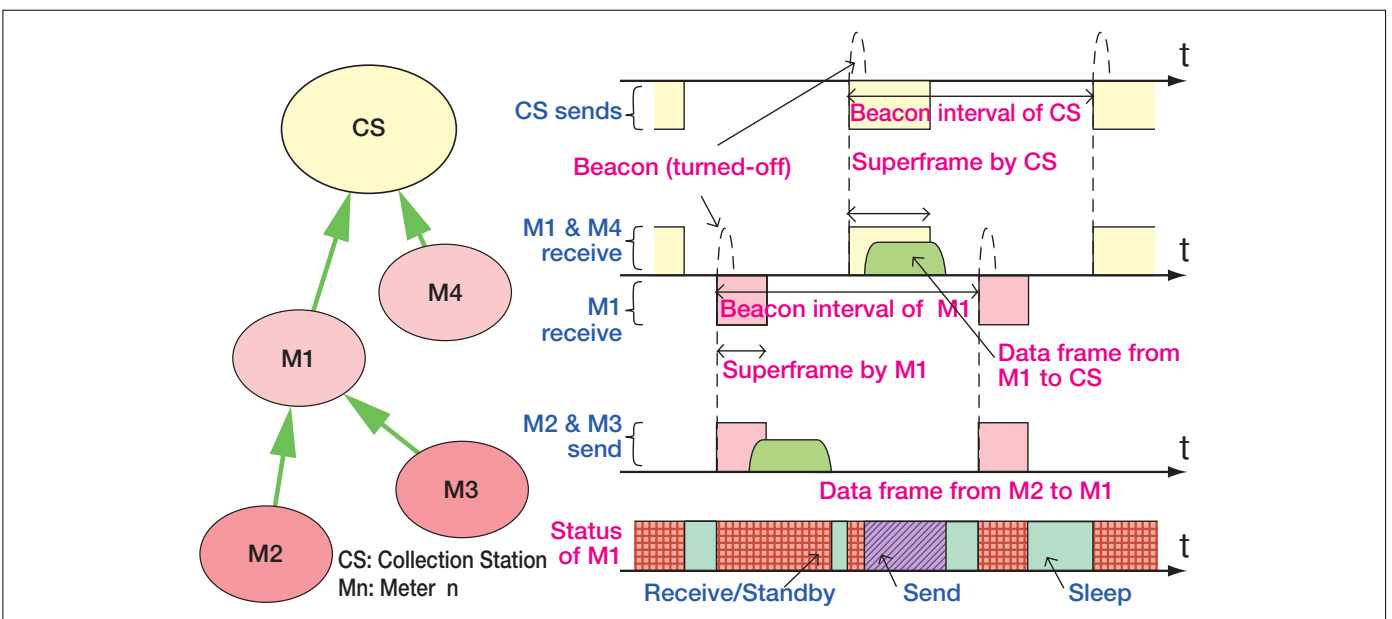 CS
M4
M1
M3
M2
CS: Collection Station
Mn: Meter n
t
CS sends
Beacon interval of CS
Beacon (turned-off)
Superframe by CS
M1 & M4
receive
t
M1
receive
Beacon interval of M1
Superframe by M1
Data frame from
M1 to CS
M2 & M3
send
t
Data frame from M2 to M1
Status
of M1
t
Receive/Standby
Send
Sleep